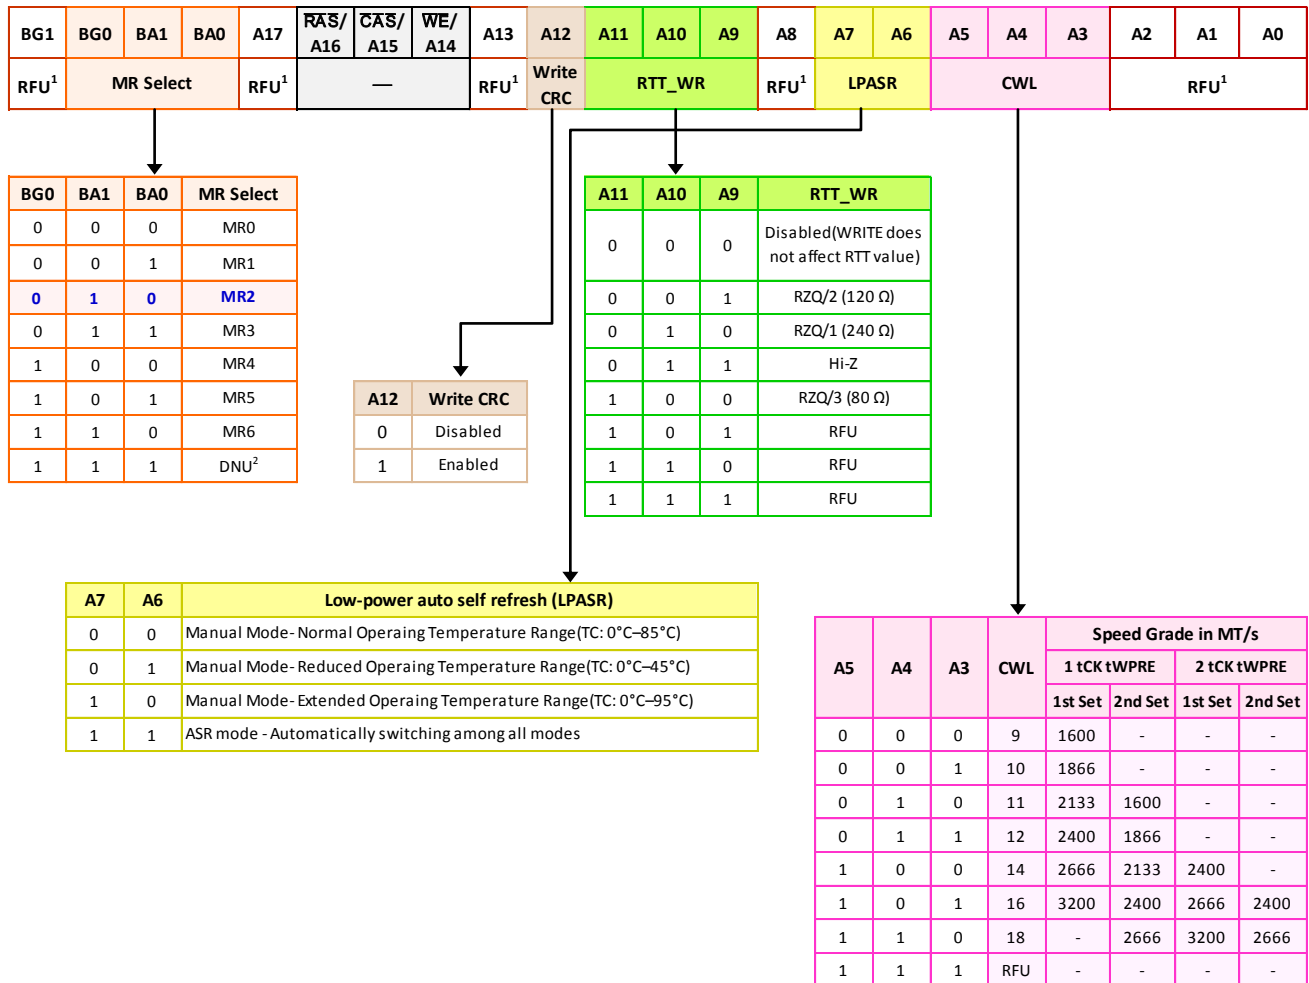 BG1 BG0 BA1 BA0 A17 RAS/ A16 CAS/ A15 WE/ A14 A13 A12 A11 A10 A9 A8 A7 A6 A5 A4 A3 A2 A1 A0
RFU1 MR Select RFU1 — RFU1 Write CRC RTT_WR RFU1 LPASR CWL RFU1
BG0 BA1 BA0 MR Select
0 0 0 MR0
0 0 1 MR1
0 1 0 MR2
0 1 1 MR3
1 0 0 MR4
1 0 1 MR5
1 1 0 MR6
1 1 1 DNU2
A12 Write CRC
0 Disabled
1 Enabled
A11 A10 A9 RTT_WR
0 0 0 Disabled(WRITE does
not affect RTT value)
0 0 1 RZQ/2 (120 Ω)
0 1 0 RZQ/1 (240 Ω)
0 1 1 Hi-Z
1 0 0 RZQ/3 (80 Ω)
1 0 1 RFU
1 1 0 RFU
1 1 1 RFU
A7 A6 Low-power auto self refresh (LPASR)
0 0 Manual Mode- Normal Operaing Temperature Range(TC: 0°C–85°C)
0 1 Manual Mode- Reduced Operaing Temperature Range(TC: 0°C–45°C)
1 0 Manual Mode- Extended Operaing Temperature Range(TC: 0°C–95°C)
1 1 ASR mode - Automatically switching among all modes
Speed Grade in MT/s
A5 A4 A3 CWL 1 tCK tWPRE 2 tCK tWPRE
1st Set 2nd Set 1st Set 2nd Set
0 0 0 9 1600 - - -
0 0 1 10 1866 - - -
0 1 0 11 2133 1600 - -
0 1 1 12 2400 1866 - -
1 0 0 14 2666 2133 2400 -
1 0 1 16 3200 2400 2666 2400
1 1 0 18 - 2666 3200 2666
1 1 1 RFU - - - -